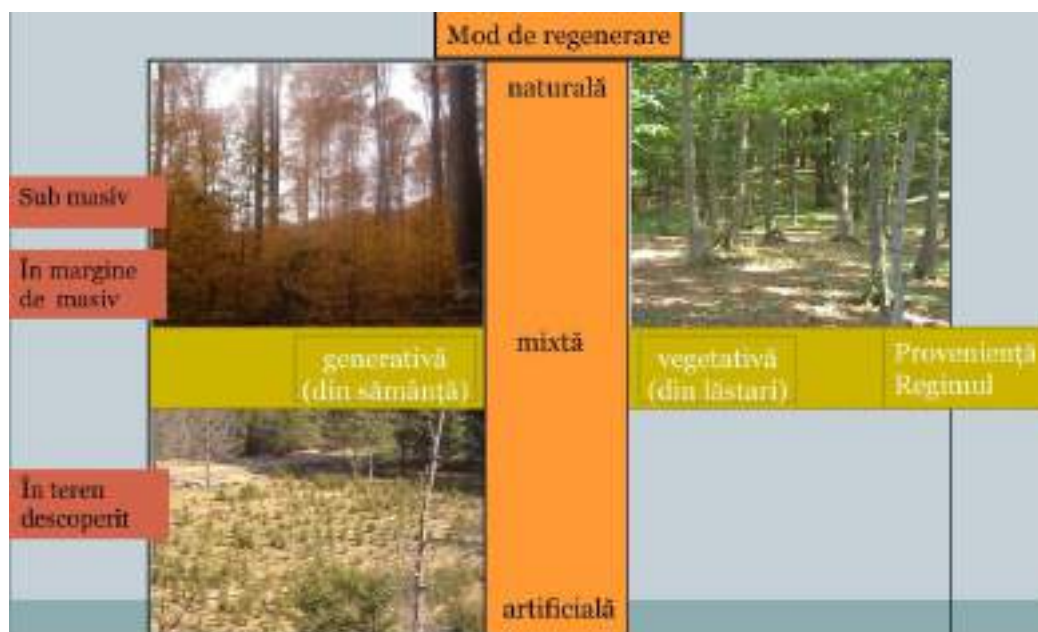 Mod de regenerare
naturală
Sub masiv
În margine
de masiv
mixtă
generativă
(din sămânță)
vegetativă
(din lăstari)
Proveniență
Regimul
În teren
descoperit
artificială